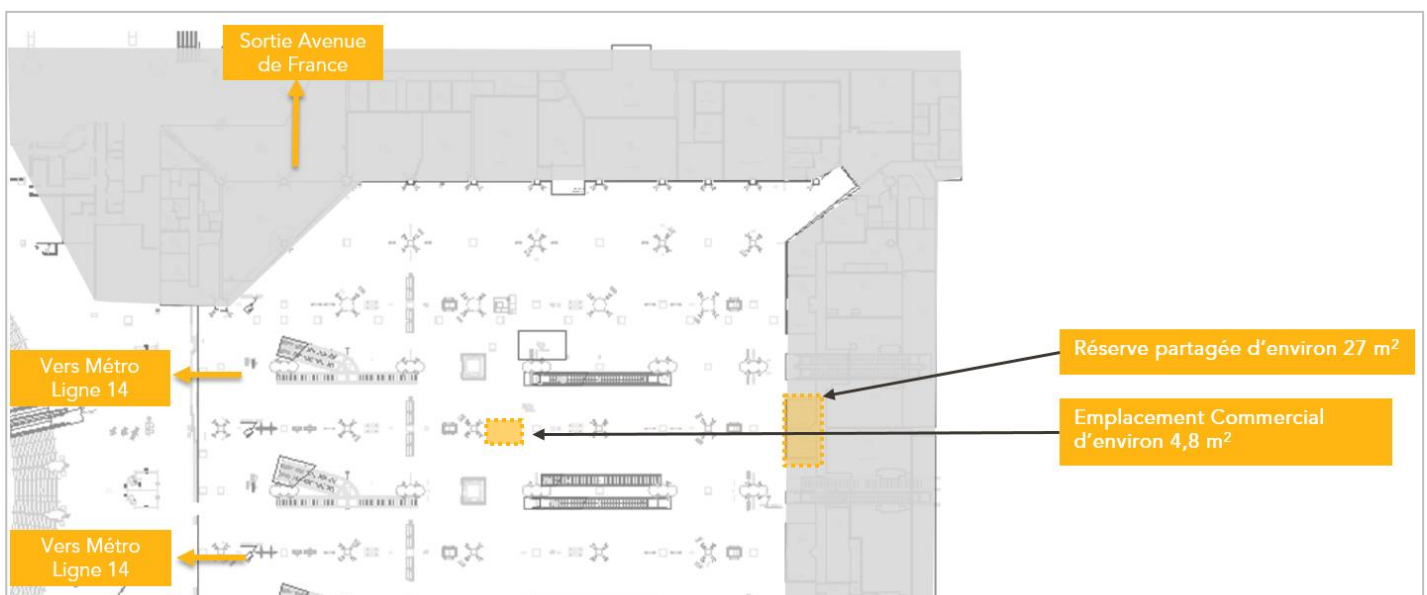 Sortie Avenue
de France
Vers Métro
Ligne 14
Réserve partagée d’environ 27 m²
Emplacement Commercial
d’environ 4,8 m²
Vers Métro
Ligne 14